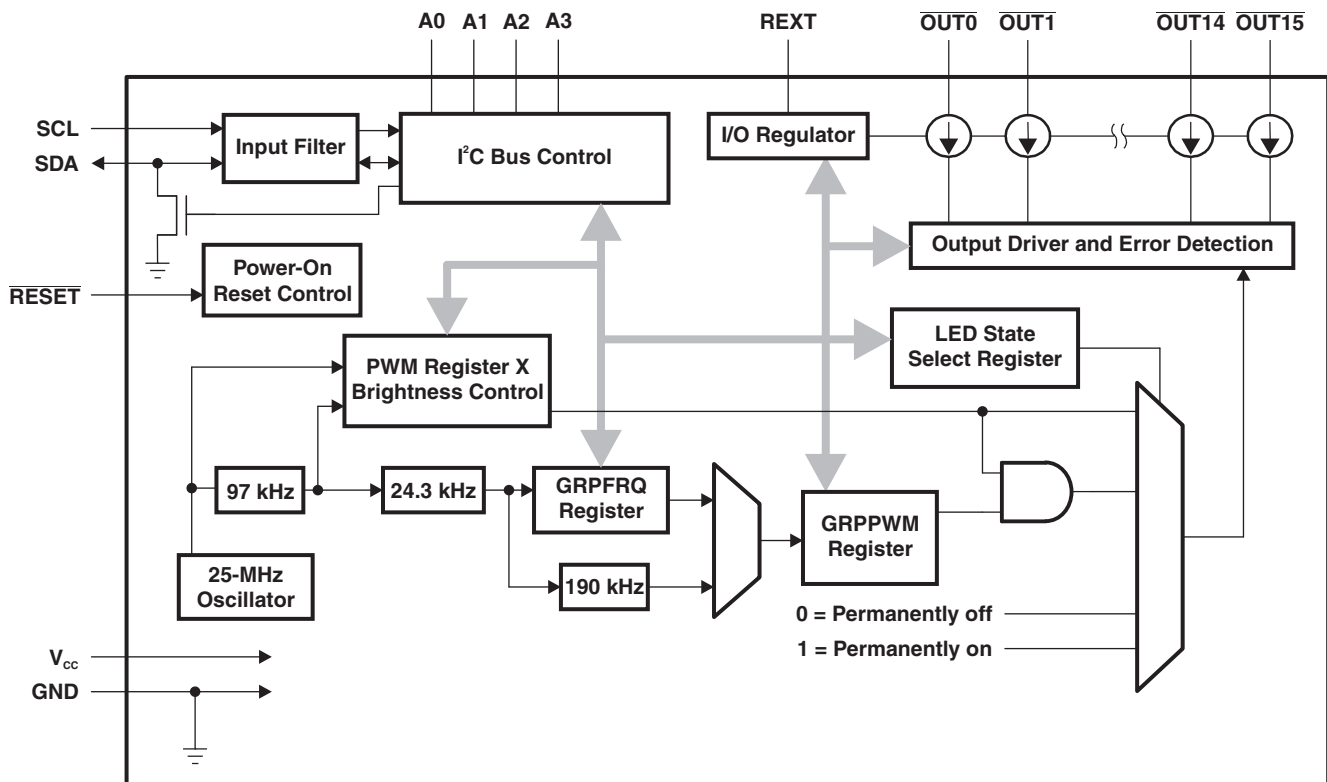 A0 A1 A2 A3 REXT OUT0 OUT1 OUT14 OUT15
SCL
SDA
Input Filter
I²C Bus Control
I/O Regulator
Output Driver and Error Detection
RESET
Power-On
Reset Control
PWM Register X
Brightness Control
LED State
Select Register
97 kHz
24.3 kHz
GRPFRQ
Register
GRPPWM
Register
25-MHz
Oscillator
190 kHz
0 = Permanently off
1 = Permanently on
VCC
GND